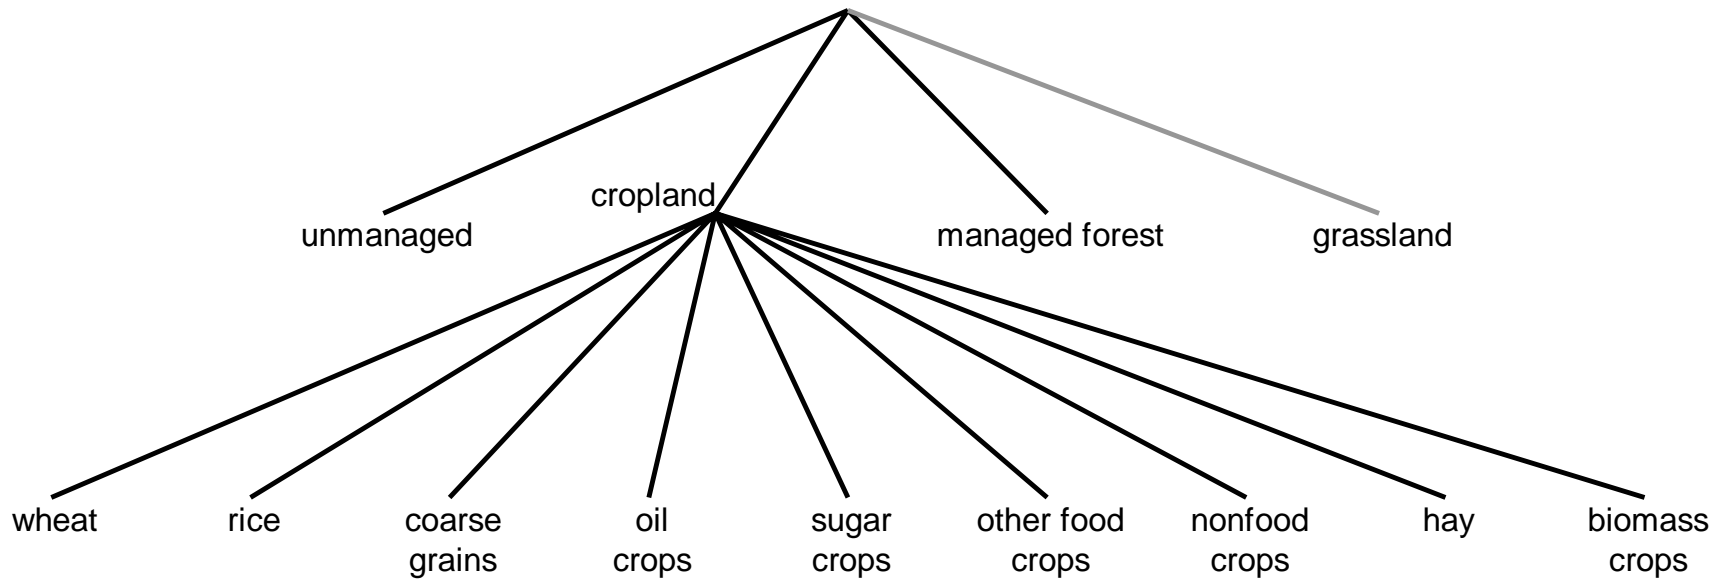 cropland
unmanaged
managed forest
grassland
wheat
rice
coarse
grains
oil
crops
sugar
crops
other food
crops
nonfood
crops
hay
biomass
crops